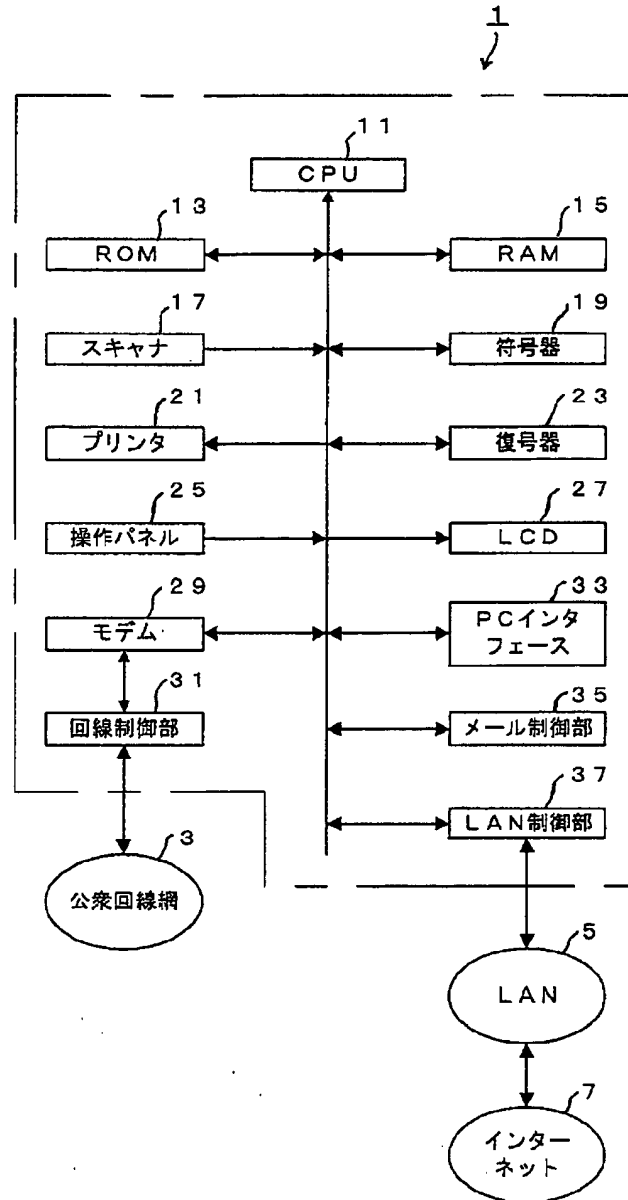 1
11
CPU
13
ROM
15
RAM
17
スキャナ
19
符号器
21
プリンタ
23
復号器
25
操作パネル
27
LCD
29
モデム
33
PCインタ
フェース
31
回線制御部
35
メール制御部
37
LAN制御部
3
公衆回線網
5
LAN
7
インター
ネット